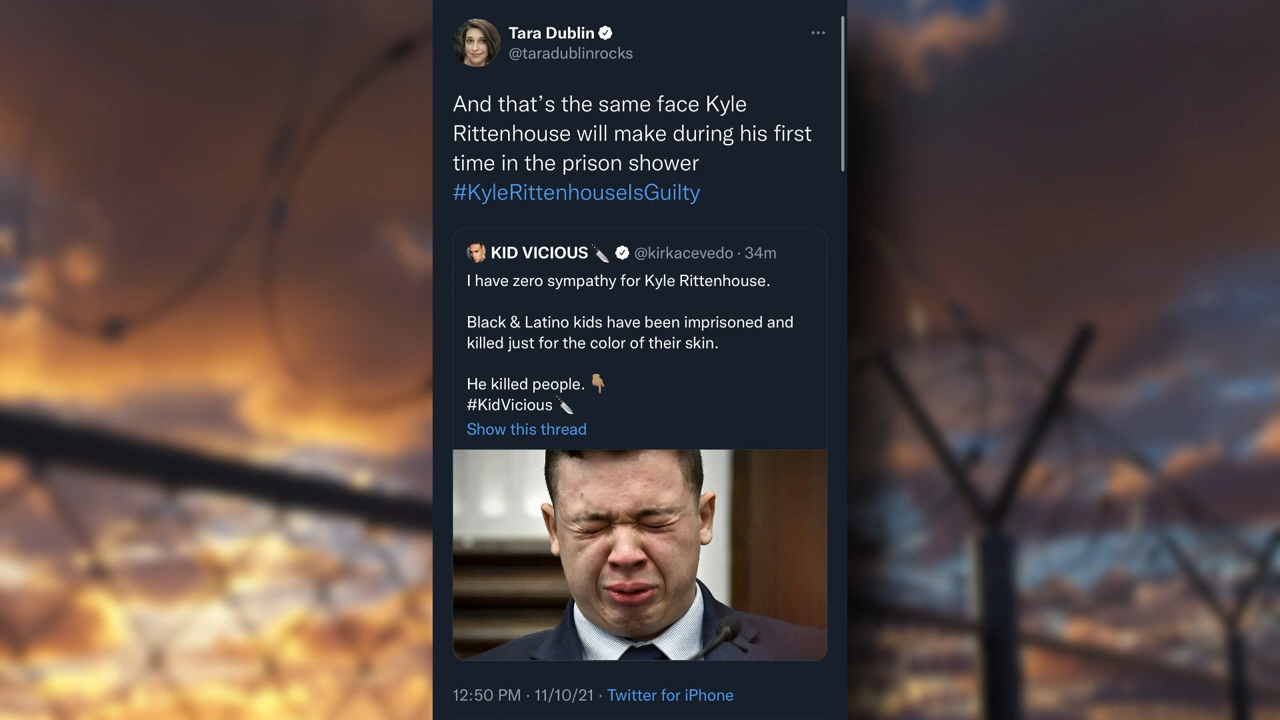 Tara Dublin
@taradublinrocks
And that’s the same face Kyle
Rittenhouse will make during his first
time in the prison shower
#KyleRittenhouseIsGuilty
KID VICIOUS🔪 @kirkacevedo · 34m
I have zero sympathy for Kyle Rittenhouse.
Black & Latino kids have been imprisoned and
killed just for the color of their skin.
He killed people. 👇🏽
#KidVicious🔪
Show this thread
12:50 PM · 11/10/21 · Twitter for iPhone